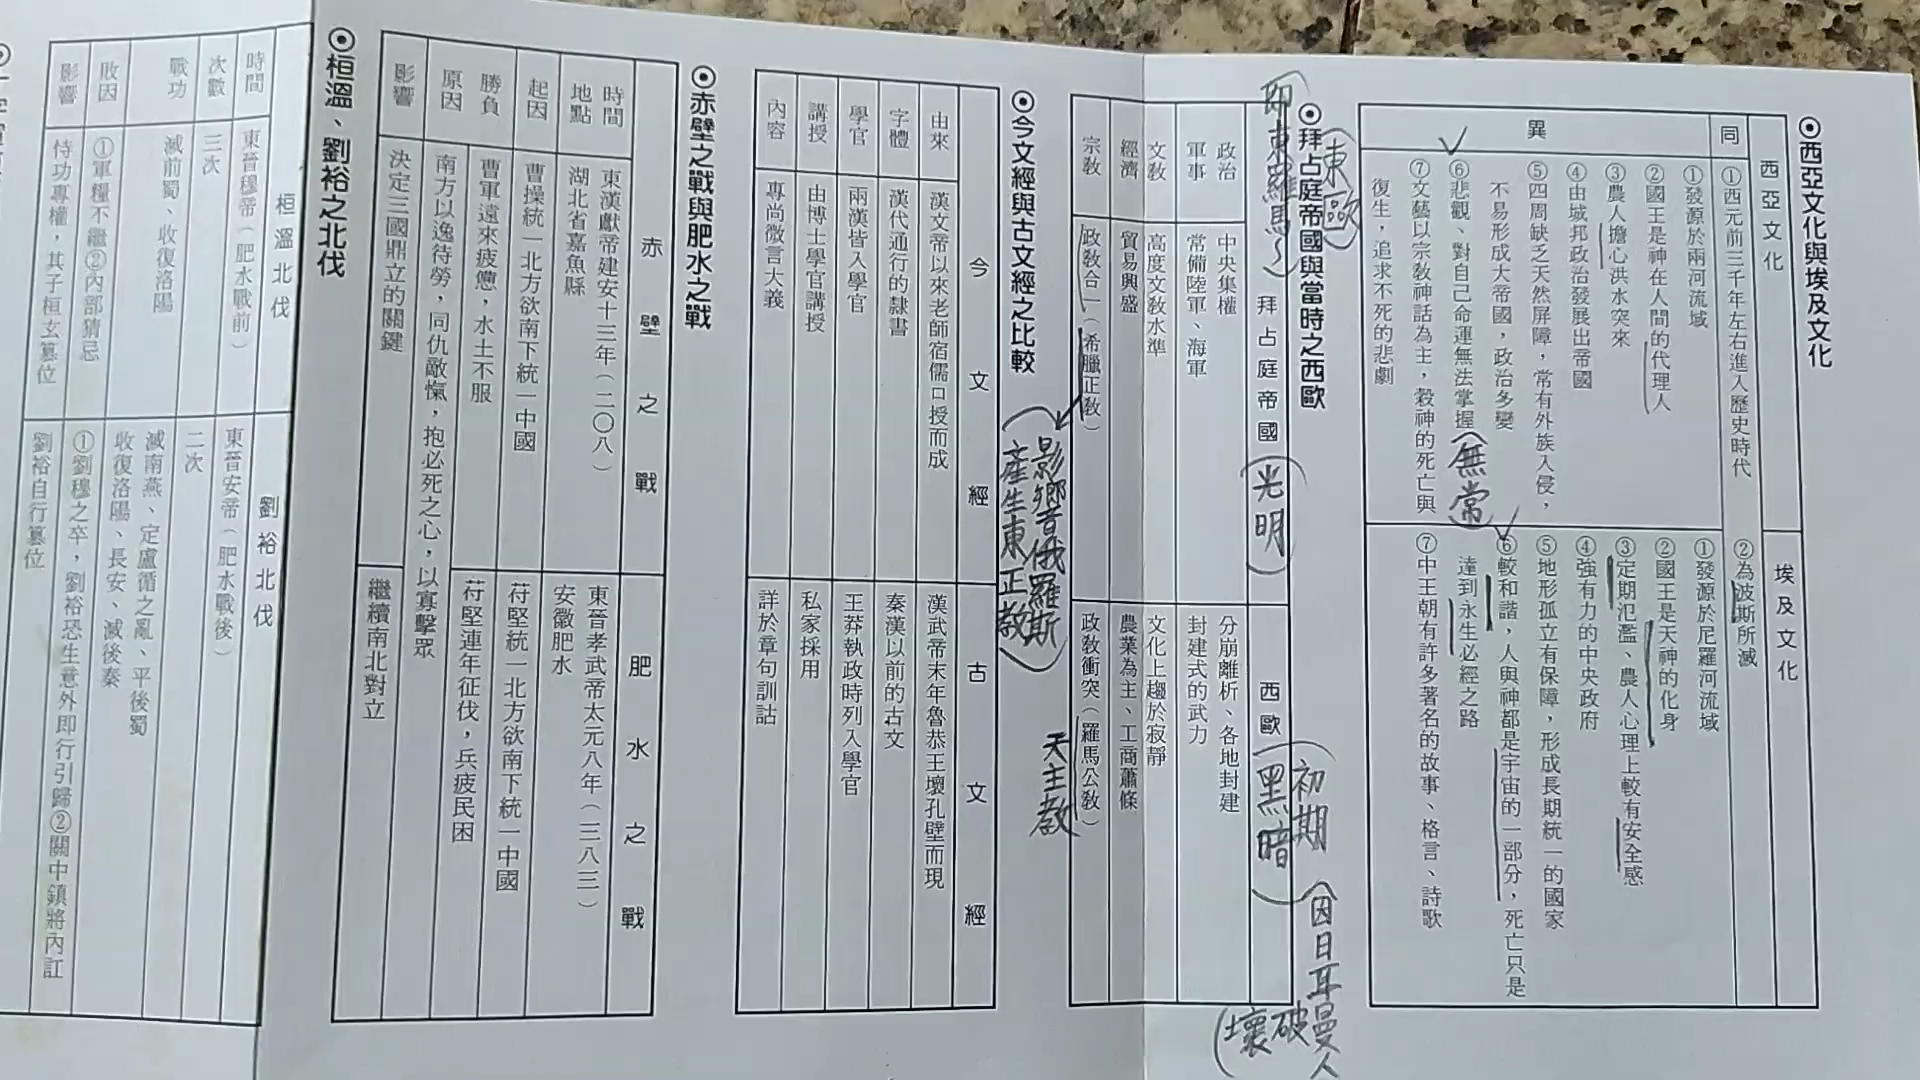 ◉西亞文化與埃及文化
西亞文化
埃及文化
同
①西元前三千年左右進入歷史時代
②為波斯所滅
異
①發源於兩河流域
②國王是神在人間的代理人
③農人擔心洪水突來
④由城邦政治發展出帝國
⑤四周缺乏天然屏障，常有外族入侵，
不易形成大帝國，政治多變
⑥悲觀、對自己命運無法掌握(無常)
⑦文藝以宗教神話為主，穀神的死亡與
復生，追求不死的悲劇
①發源於尼羅河流域
②國王是天神的化身
③定期氾濫、農人心理上較有安全感
④強有力的中央政府
⑤地形孤立有保障，形成長期統一的國家
⑥較和諧，人與神都是宇宙的一部分，死亡只是
達到永生必經之路
⑦中王朝有許多著名的故事、格言、詩歌
(東歐)
◉拜占庭帝國與當時之西歐
即東羅馬
拜占庭帝國
(光明)
西歐
(黑暗)
初期
(因日耳曼人
破壞)
政治
中央集權
分崩離析、各地封建
軍事
常備陸軍、海軍
封建式的武力
文教
高度文教水準
文化上趨於寂靜
經濟
貿易興盛
農業為主、工商蕭條
宗教
政教合一（希臘正教）
政教衝突（羅馬公教）
天主教
(影響俄羅斯
產生東正教)
◉今文經與古文經之比較
今文經
古文經
由來
漢文帝以來老師宿儒口授而成
漢武帝末年魯恭王壞孔壁而現
字體
漢代通行的隸書
秦漢以前的古文
學官
兩漢皆入學官
王莽執政時列入學官
講授
由博士學官講授
私家採用
內容
專尚微言大義
詳於章句訓詁
◉赤壁之戰與肥水之戰
赤壁之戰
肥水之戰
時間
地點
東漢獻帝建安十三年（二〇八）
湖北省嘉魚縣
東晉孝武帝太元八年（三八三）
安徽肥水
起因
曹操統一北方欲南下統一中國
苻堅統一北方欲南下統一中國
勝負
原因
曹軍遠來疲憊，水土不服
苻堅連年征伐，兵疲民困
南方以逸待勞，同仇敵愾，抱必死之心，以寡擊眾
影響
決定三國鼎立的關鍵
繼續南北對立
◉桓溫、劉裕之北伐
桓溫北伐
劉裕北伐
時間
東晉穆帝（肥水戰前）
東晉安帝（肥水戰後）
次數
三次
二次
戰功
滅前蜀、收復洛陽
滅南燕、定盧循之亂、平後蜀
收復洛陽、長安、滅後秦
敗因
①軍糧不繼②內部猜忌
①劉穆之卒，劉裕恐生意外即行引歸②關中鎮將內訌
影響
恃功專權，其子桓玄篡位
劉裕自行篡位